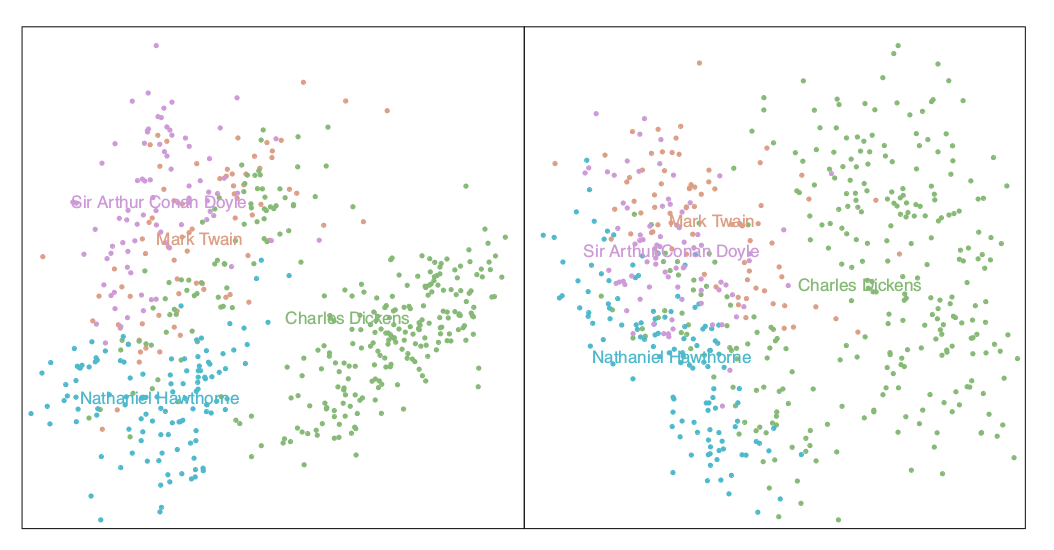 Sir Arthur Conan Doyle
Mark Twain
Charles Dickens
Nathaniel Hawthorne
Mark Twain
Sir Arthur Conan Doyle
Charles Dickens
Nathaniel Hawthorne